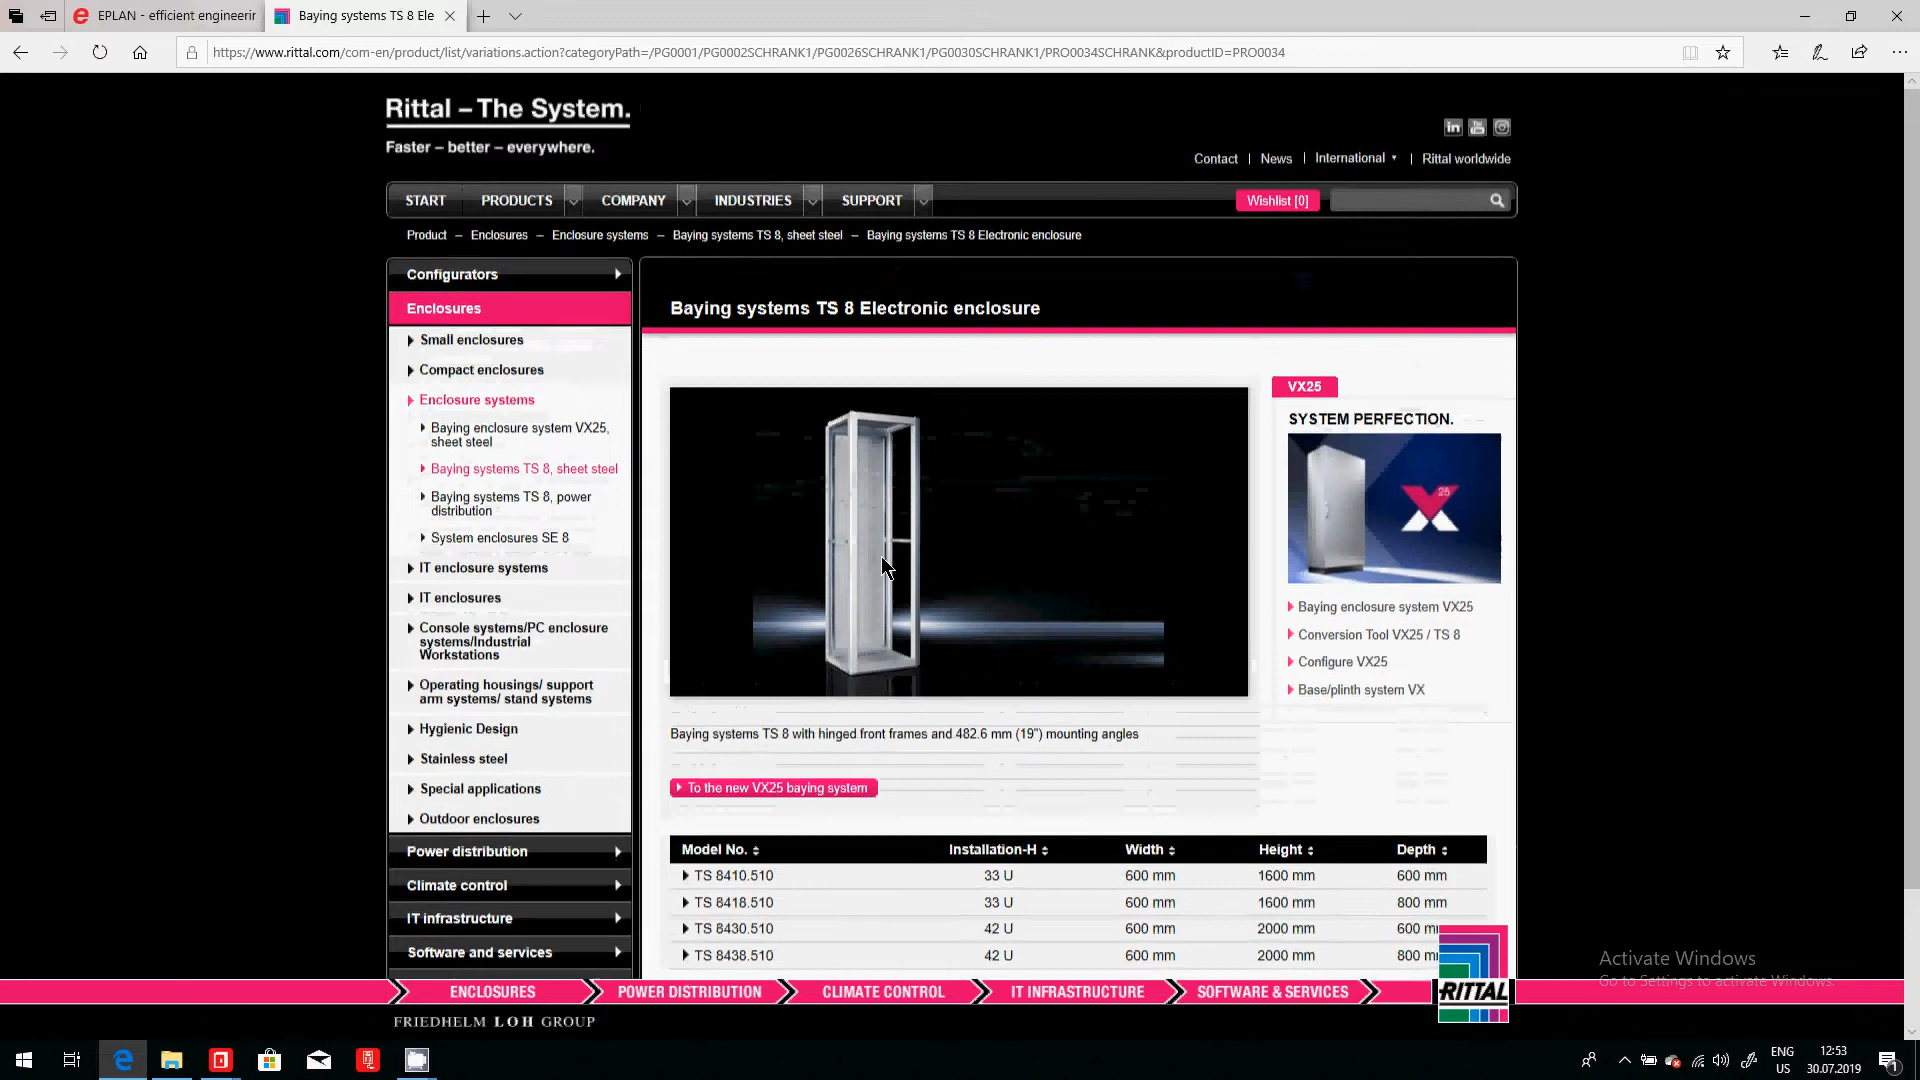 EPLAN - efficient engineerin
Baying systems TS 8 Ele
https://www.rittal.com/com-en/product/list/variations.action?categoryPath=/PG0001/PG0002SCHRANK1/PG0026SCHRANK1/PG0030SCHRANK1/PRO0034SCHRANK&productID=PRO0034
Rittal – The System.
Faster – better – everywhere.
Contact | News | International | Rittal worldwide
START PRODUCTS COMPANY INDUSTRIES SUPPORT Wishlist [0]
Product – Enclosures – Enclosure systems – Baying systems TS 8, sheet steel – Baying systems TS 8 Electronic enclosure
Configurators
Enclosures
Small enclosures
Compact enclosures
Enclosure systems
Baying enclosure system VX25,
sheet steel
Baying systems TS 8, sheet steel
Baying systems TS 8, power
distribution
System enclosures SE 8
IT enclosure systems
IT enclosures
Console systems/PC enclosure
systems/Industrial
Workstations
Operating housings/ support
arm systems/ stand systems
Hygienic Design
Stainless steel
Special applications
Outdoor enclosures
Power distribution
Climate control
IT infrastructure
Software and services
Baying systems TS 8 Electronic enclosure
VX25
SYSTEM PERFECTION.
25
Baying enclosure system VX25
Conversion Tool VX25 / TS 8
Configure VX25
Base/plinth system VX
Baying systems TS 8 with hinged front frames and 482.6 mm (19") mounting angles
To the new VX25 baying system
Model No. Installation-H Width Height Depth
TS 8410.510 33 U 600 mm 1600 mm 600 mm
TS 8418.510 33 U 600 mm 1600 mm 800 mm
TS 8430.510 42 U 600 mm 2000 mm 600 m
TS 8438.510 42 U 600 mm 2000 mm 800 m
Activate Windows
Go to Settings to activate Windows.
ENCLOSURES POWER DISTRIBUTION CLIMATE CONTROL IT INFRASTRUCTURE SOFTWARE & SERVICES
RITTAL
FRIEDHELM LOH GROUP
ENG
US
12:53
30.07.2019
1